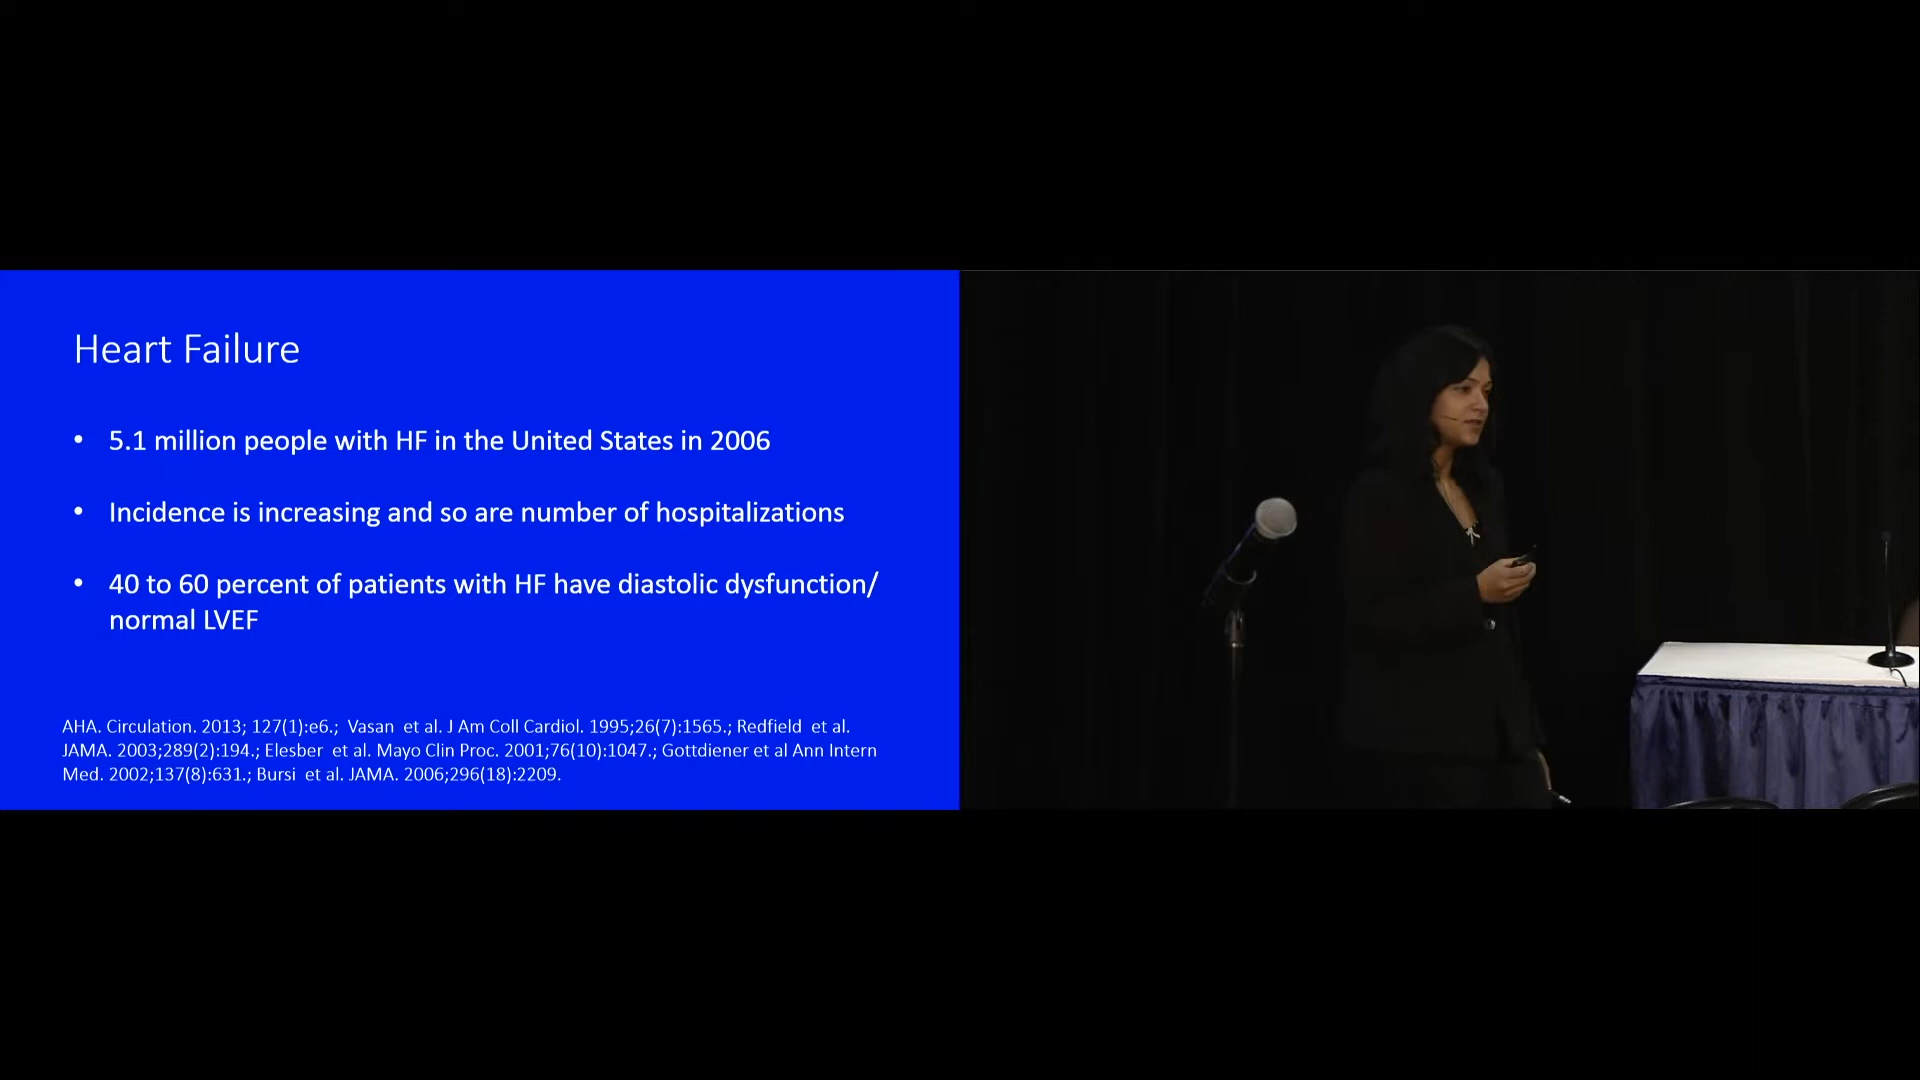 Heart Failure
• 5.1 million people with HF in the United States in 2006
• Incidence is increasing and so are number of hospitalizations
• 40 to 60 percent of patients with HF have diastolic dysfunction/
normal LVEF
AHA. Circulation. 2013; 127(1):e6.;  Vasan  et al. J Am Coll Cardiol. 1995;26(7):1565.; Redfield  et al.
JAMA. 2003;289(2):194.; Elesber  et al. Mayo Clin Proc. 2001;76(10):1047.; Gottdiener et al Ann Intern
Med. 2002;137(8):631.; Bursi  et al. JAMA. 2006;296(18):2209.